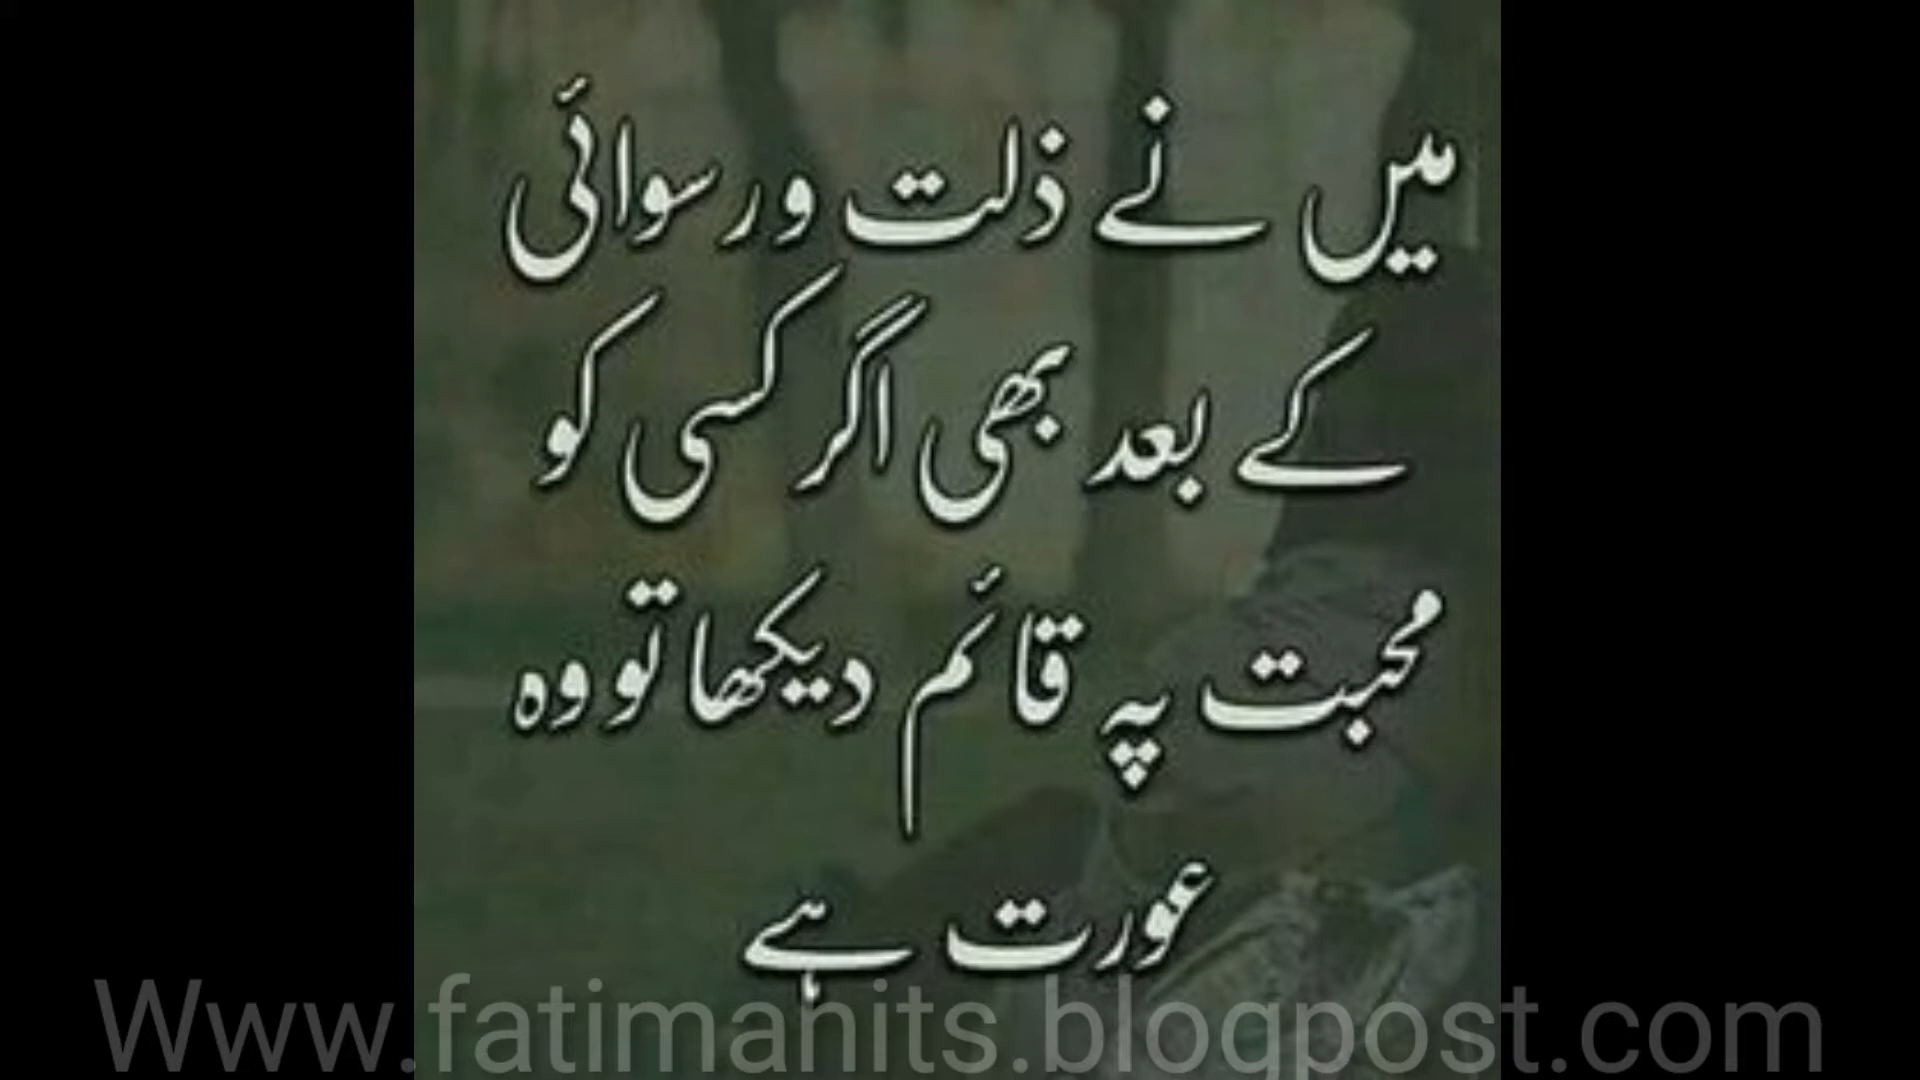 میں نے ذلت و رسوائی
کے بعد بھی اگر کسی کو
محبت پہ قائم دیکھا تو وہ
عورت ہے
Www.fatimahits.blogpost.com